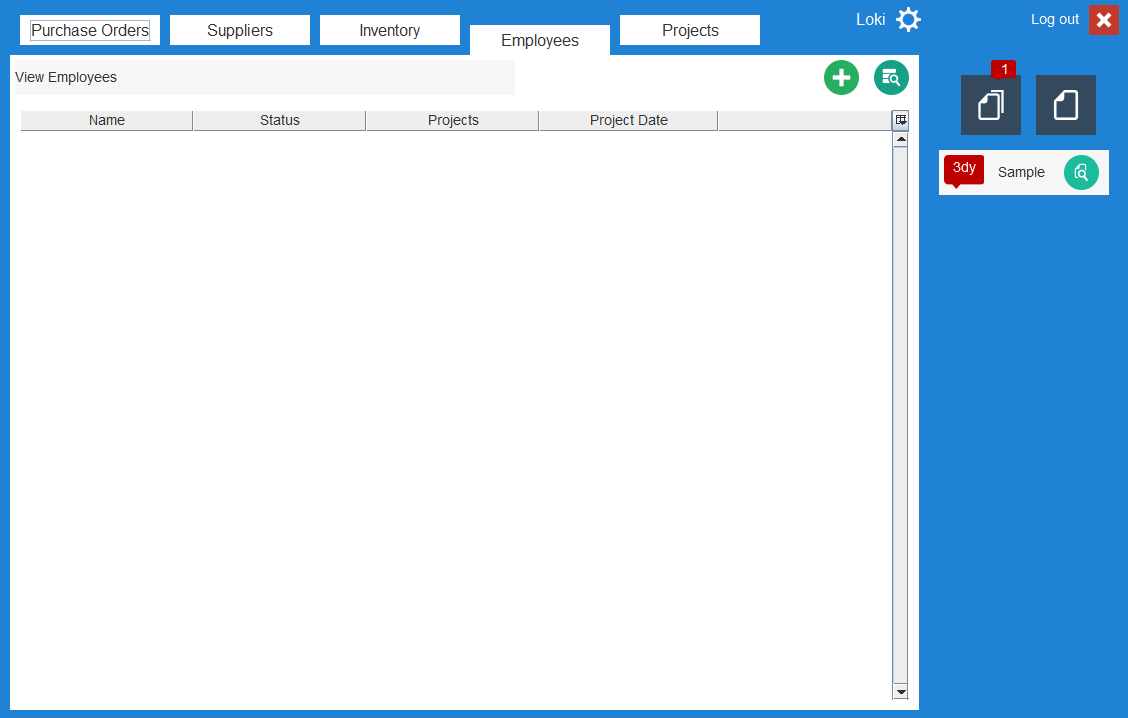 Purchase Orders
Suppliers
Inventory
Employees
Projects
Loki
Log out
View Employees
1
Name
Status
Projects
Project Date
3dy
Sample